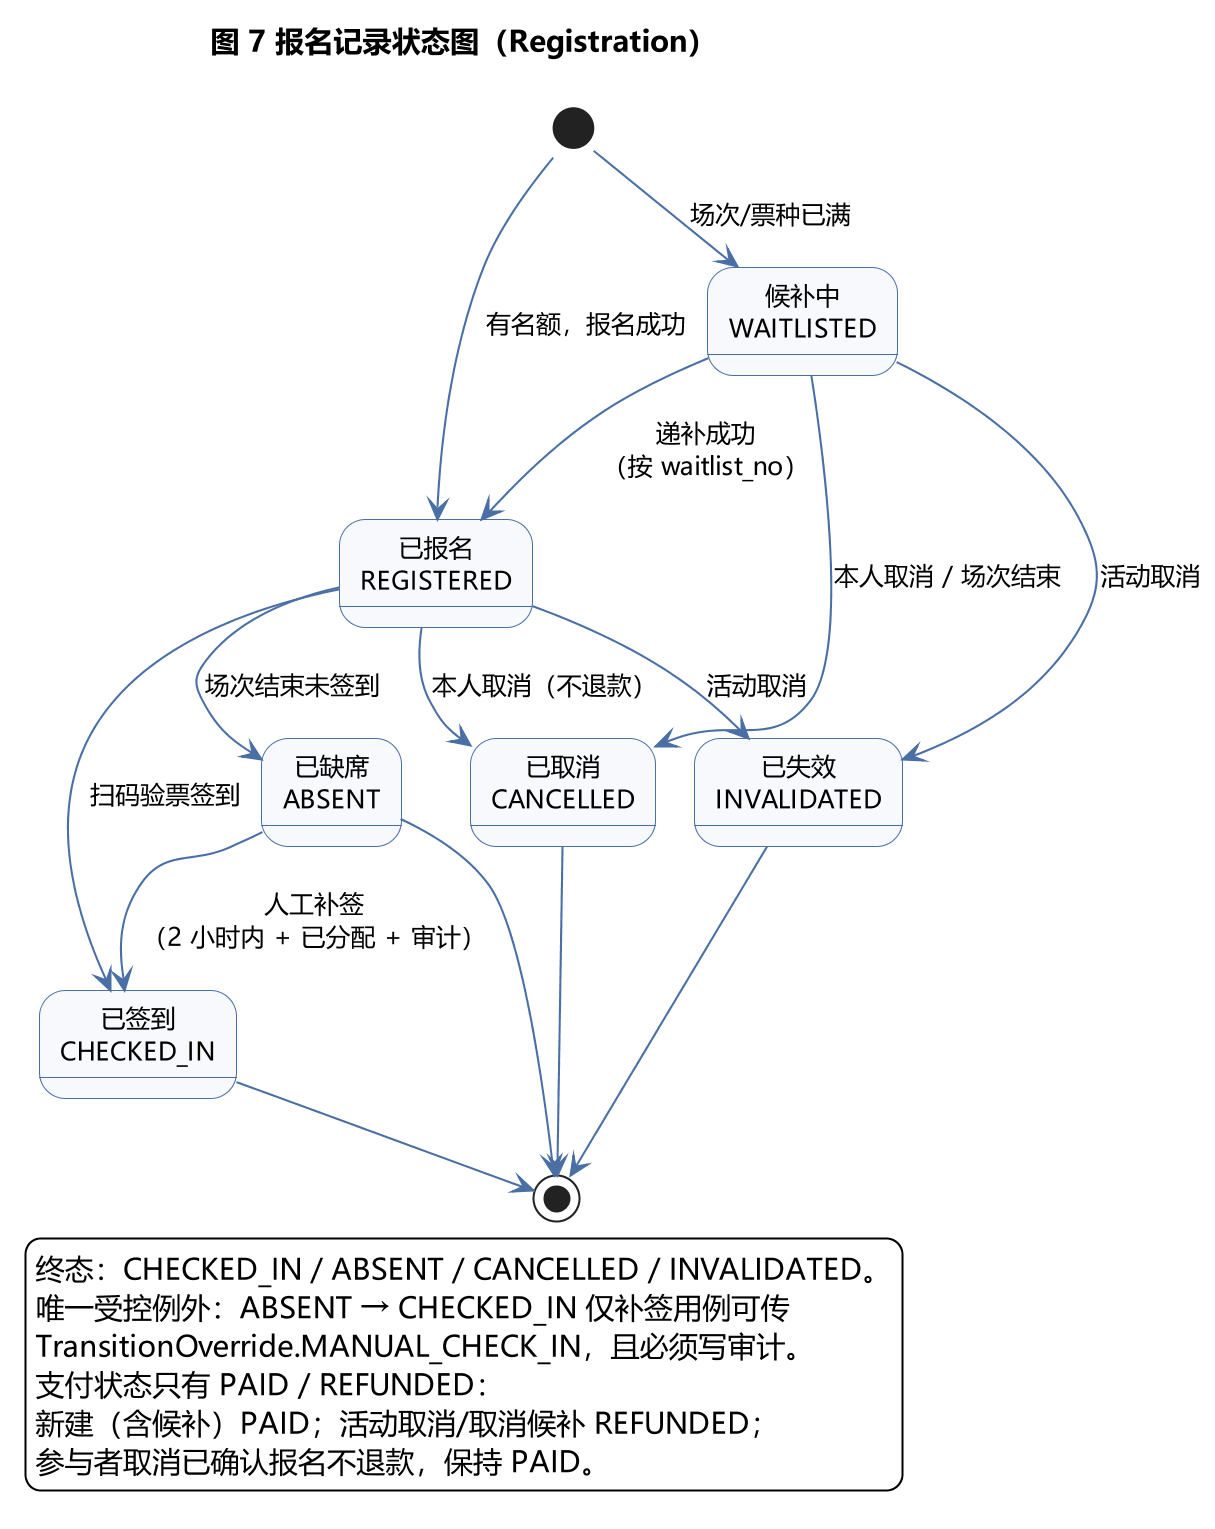 图 7 报名记录状态图（Registration）
场次/票种已满
候补中
WAITLISTED
有名额，报名成功
递补成功
（按 waitlist_no）
已报名
REGISTERED
本人取消 / 场次结束
活动取消
场次结束未签到
本人取消（不退款）
活动取消
扫码验票签到
已缺席
ABSENT
已取消
CANCELLED
已失效
INVALIDATED
人工补签
（2 小时内 + 已分配 + 审计）
已签到
CHECKED_IN
终态：CHECKED_IN / ABSENT / CANCELLED / INVALIDATED。
唯一受控例外：ABSENT → CHECKED_IN 仅补签用例可传
TransitionOverride.MANUAL_CHECK_IN，且必须写审计。
支付状态只有 PAID / REFUNDED：
新建（含候补）PAID；活动取消/取消候补 REFUNDED；
参与者取消已确认报名不退款，保持 PAID。